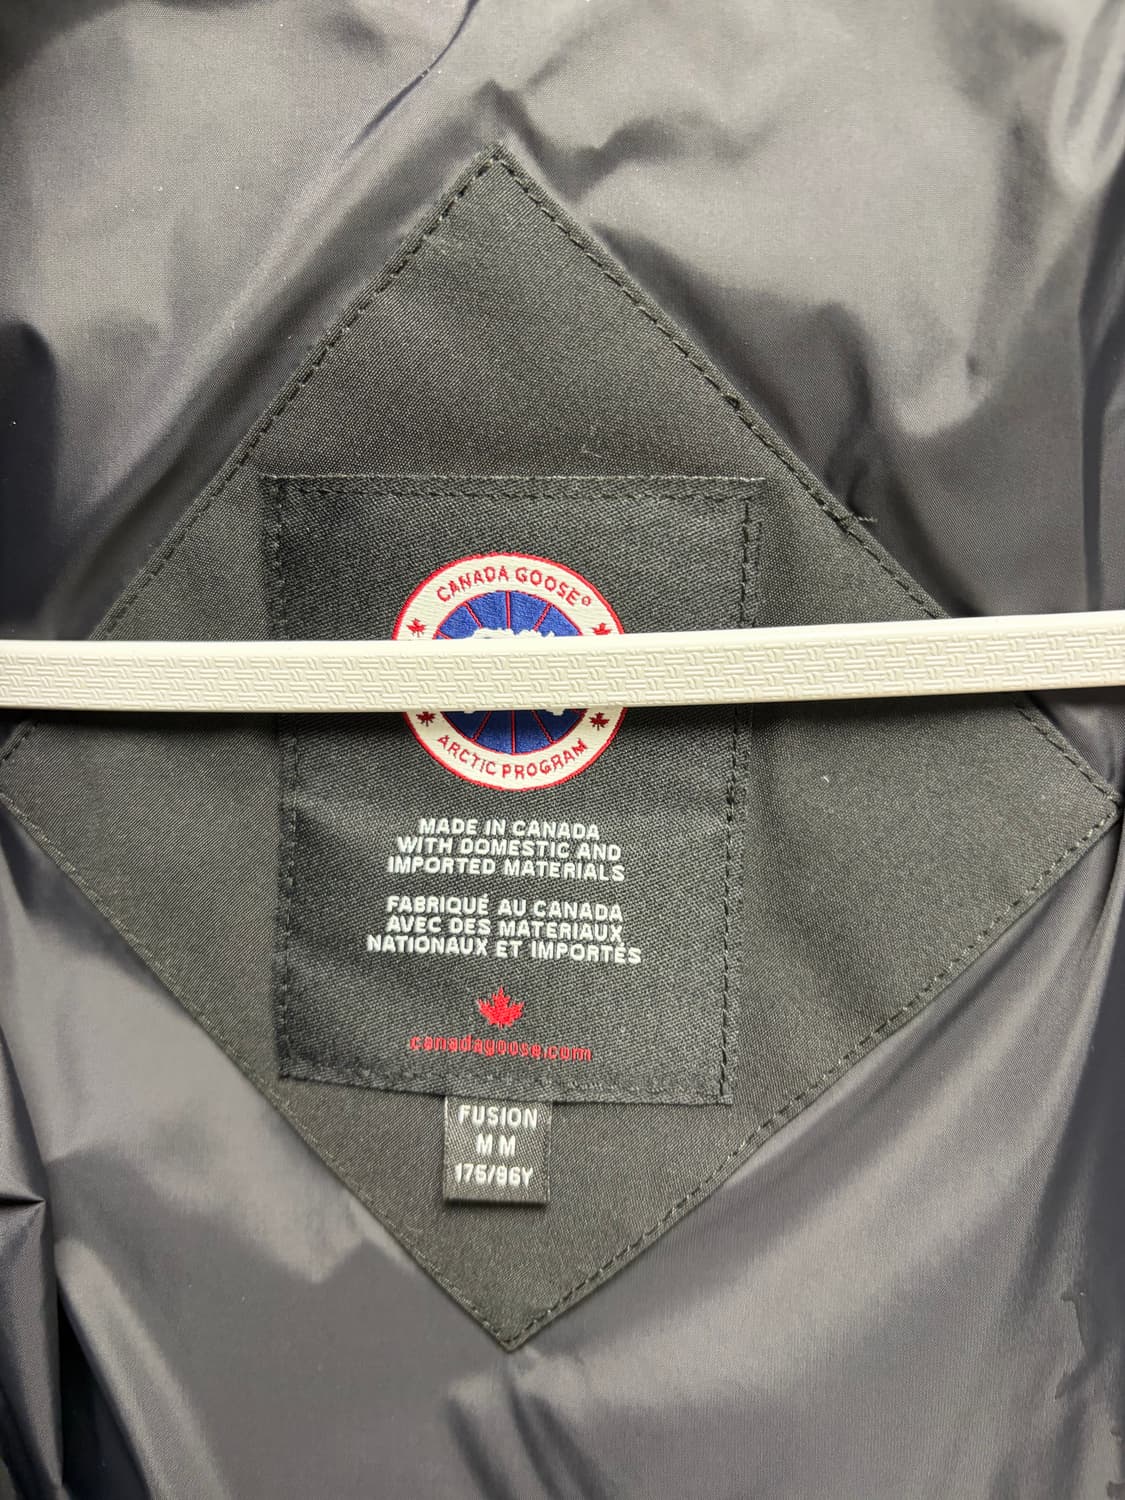 CANADA GOOSE
ARCTIC PROGRAM
MADE IN CANADA
WITH DOMESTIC AND
IMPORTED MATERIALS
FABRIQUÉ AU CANADA
AVEC DES MATERIAUX
NATIONAUX ET IMPORTÉS
canadagoose.com
FUSION
M M
175/96Y